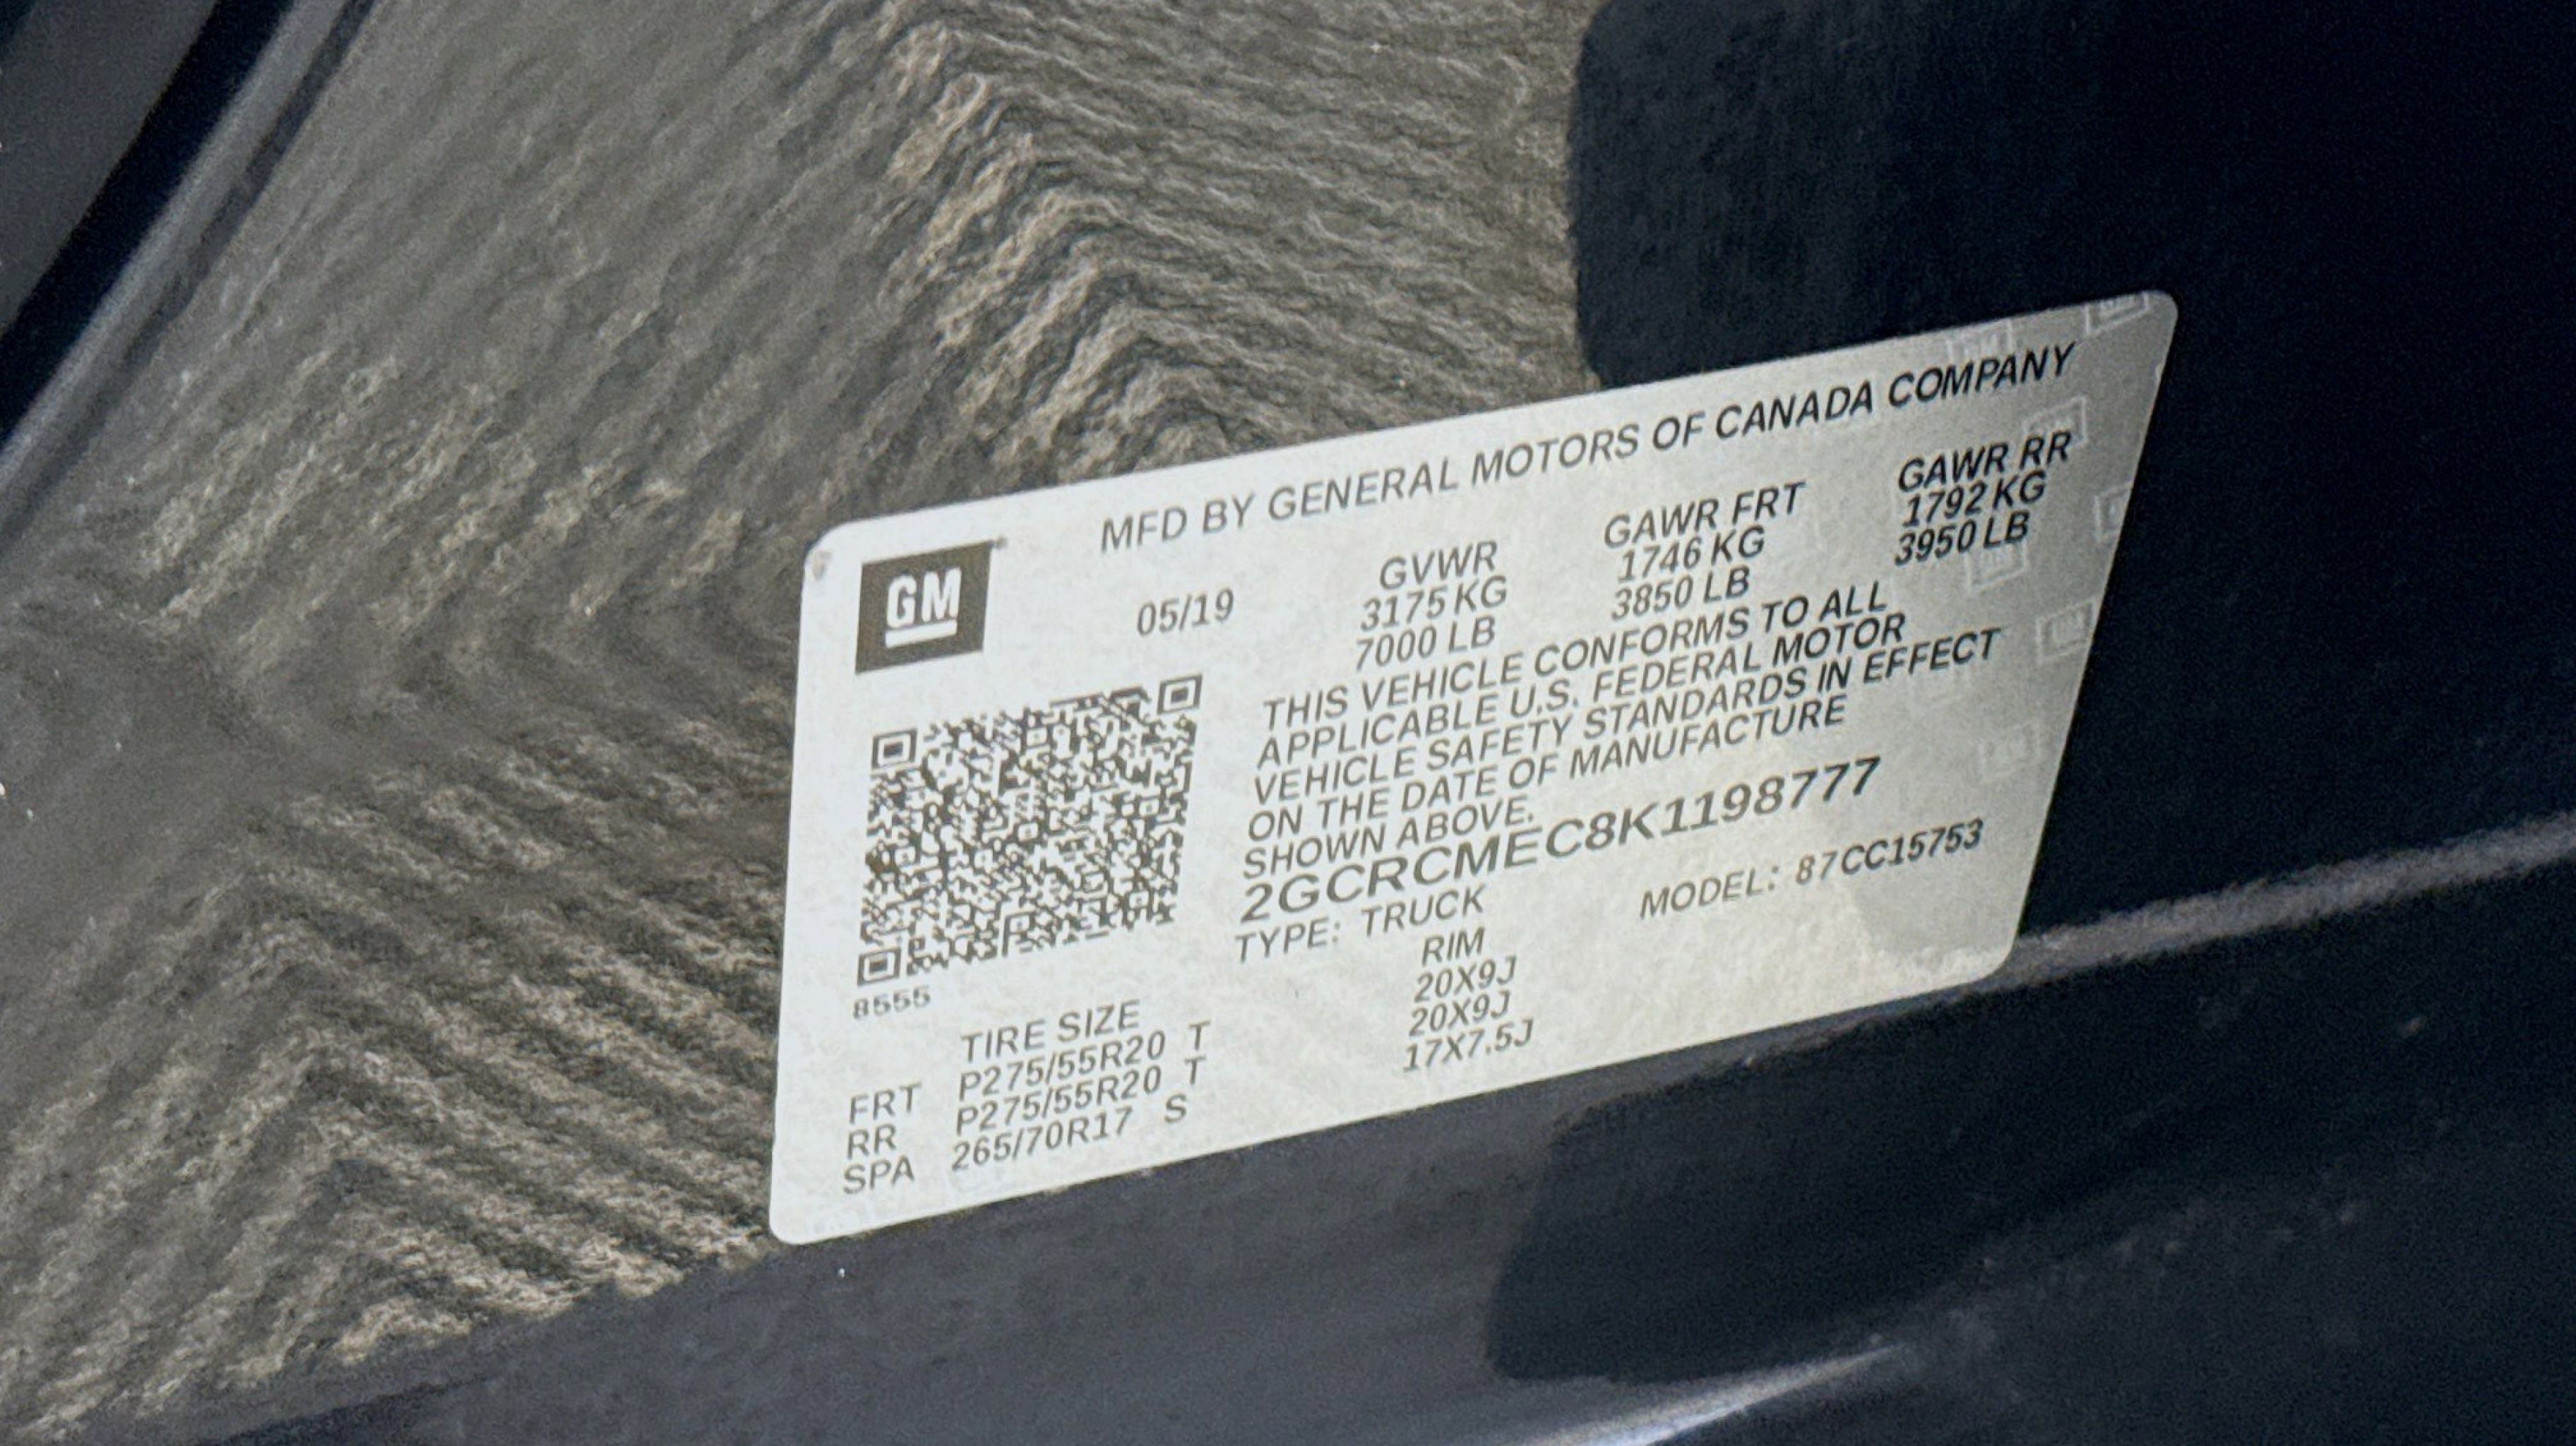 MFD BY GENERAL MOTORS OF CANADA COMPANY
GM
05/19
GVWR GAWR FRT GAWR RR
3175 KG 1746 KG 1792 KG
7000 LB 3850 LB 3950 LB
THIS VEHICLE CONFORMS TO ALL
APPLICABLE U.S. FEDERAL MOTOR
VEHICLE SAFETY STANDARDS IN EFFECT
ON THE DATE OF MANUFACTURE
SHOWN ABOVE.
2GCRCMEC8K1198777
TYPE: TRUCK MODEL: 87CC15753
8555
TIRE SIZE RIM
FRT P275/55R20 T 20X9J
RR P275/55R20 T 20X9J
SPA 265/70R17 S 17X7.5J